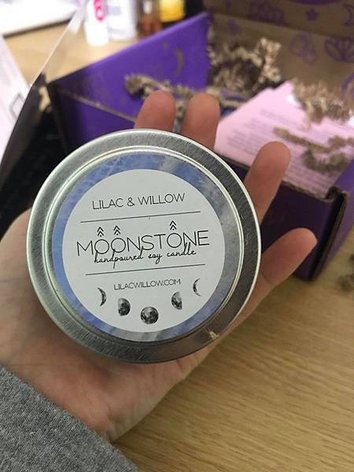 LILAC & WILLOW
MOONSTONE
handpoured soy candle
LILACWILLOW.COM